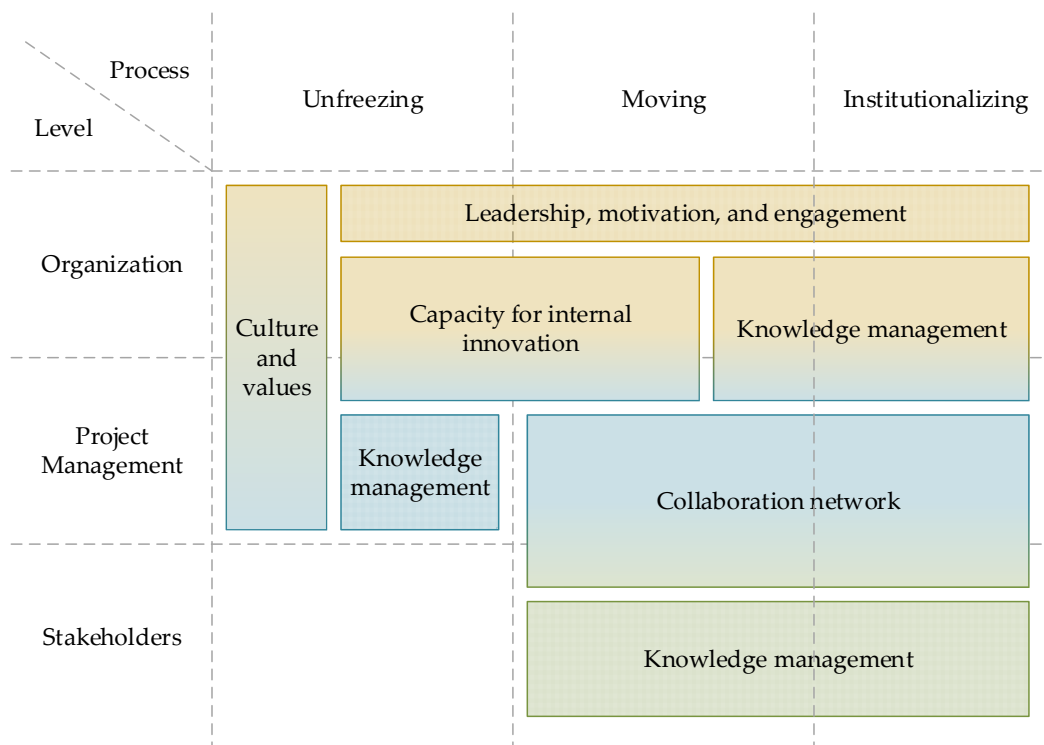 Process
Level
Unfreezing
Moving
Institutionalizing
Organization
Leadership, motivation, and engagement
Culture
and
values
Capacity for internal
innovation
Knowledge management
Project
Management
Knowledge
management
Collaboration network
Stakeholders
Knowledge management